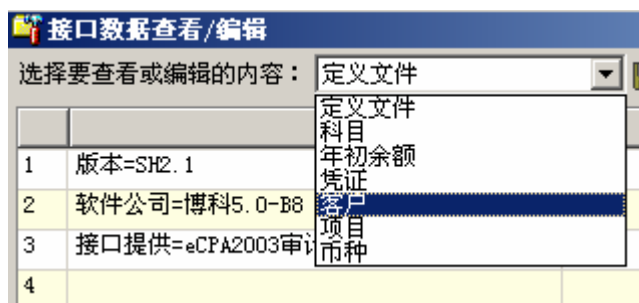 接口数据查看/编辑
选择要查看或编辑的内容： 定义文件
定义文件
科目
年初余额
凭证
客户
项目
币种
1 版本=SH2.1
2 软件公司=博科5.0-B8
3 接口提供=eCPA2003审
4